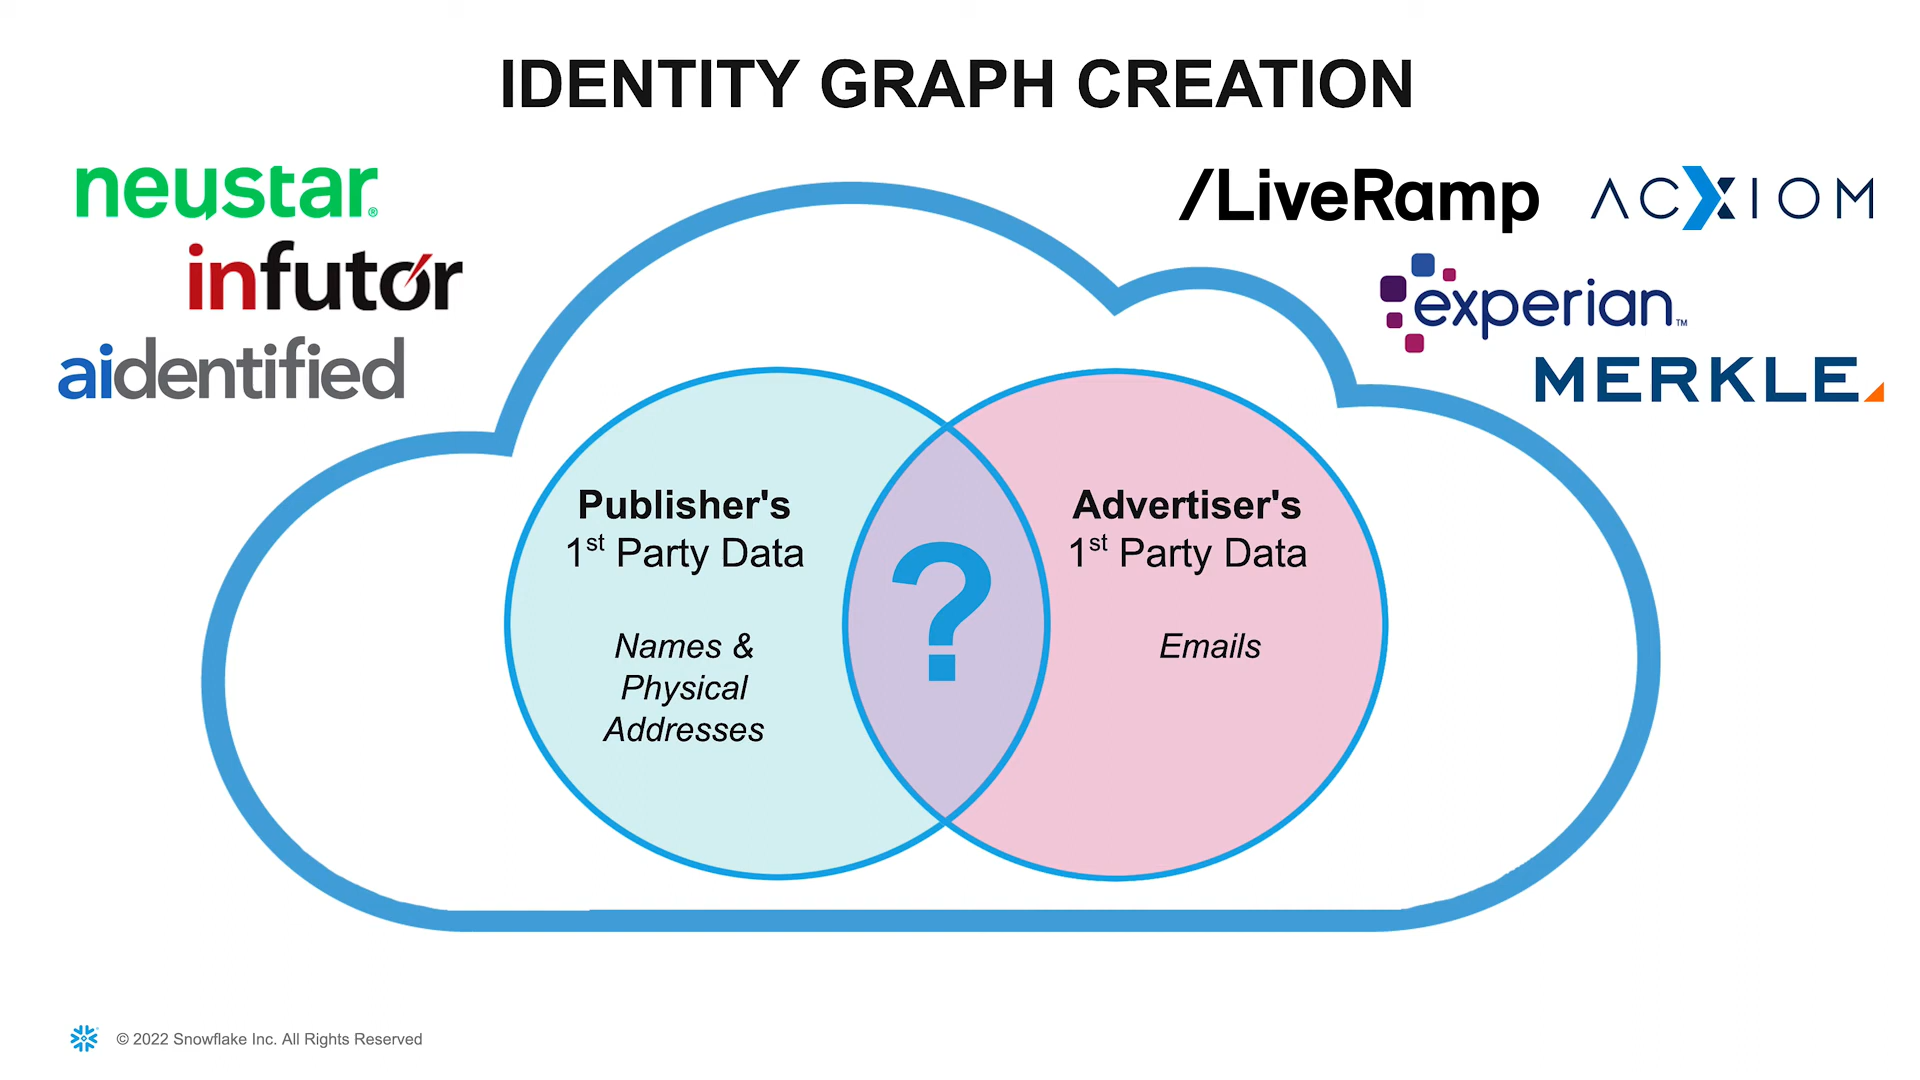 IDENTITY GRAPH CREATION
neustar®
infutor
aidentified
/LiveRamp
ACXIOM
experian™
MERKLE
Publisher's
1st Party Data
Names &
Physical
Addresses
?
Advertiser's
1st Party Data
Emails
© 2022 Snowflake Inc. All Rights Reserved